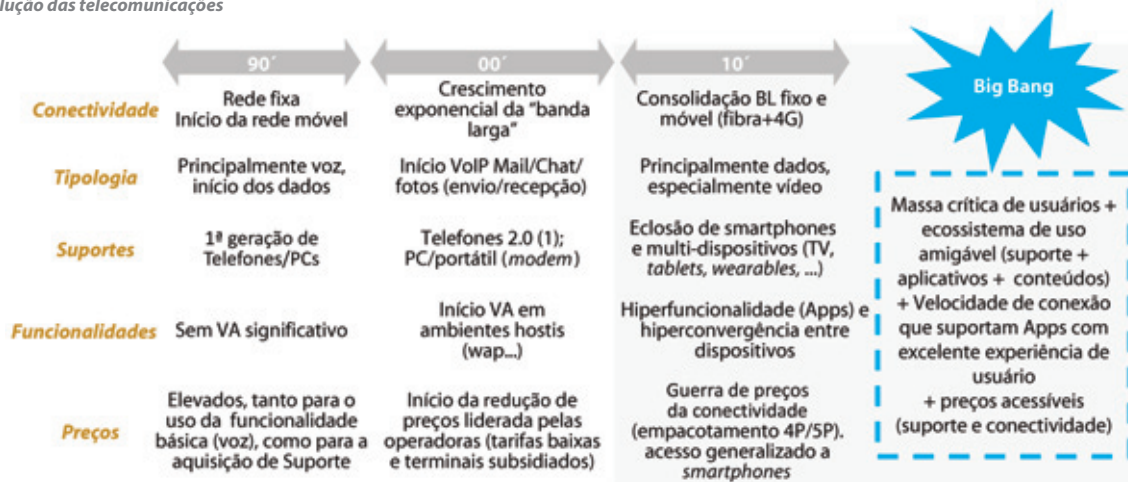 lução das telecomunicações
90´
00´
10´
Big Bang
Conectividade
Rede fixa
Início da rede móvel
Crescimento
exponencial da “banda
larga”
Consolidação BL fixo e
móvel (fibra+4G)
Tipologia
Principalmente voz,
início dos dados
Início VoIP Mail/Chat/
fotos (envio/recepção)
Principalmente dados,
especialmente vídeo
Suportes
1ª geração de
Telefones/PCs
Telefones 2.0 (1);
PC/portátil (modem)
Eclosão de smartphones
e multi-dispositivos (TV,
tablets, wearables, ...)
Funcionalidades
Sem VA significativo
Início VA em
ambientes hostis
(wap...)
Hiperfuncionalidade (Apps) e
hiperconvergência entre
dispositivos
Preços
Elevados, tanto para o
uso da funcionalidade
básica (voz), como para a
aquisição de Suporte
Início da redução de
preços liderada pelas
operadoras (tarifas baixas
e terminais subsidiados)
Guerra de preços
da conectividade
(empacotamento 4P/5P).
acesso generalizado a
smartphones
Massa crítica de usuários +
ecossistema de uso
amigável (suporte +
aplicativos + conteúdos)
+ Velocidade de conexão
que suportam Apps com
excelente experiência de
usuário
+ preços acessíveis
(suporte e conectividade)